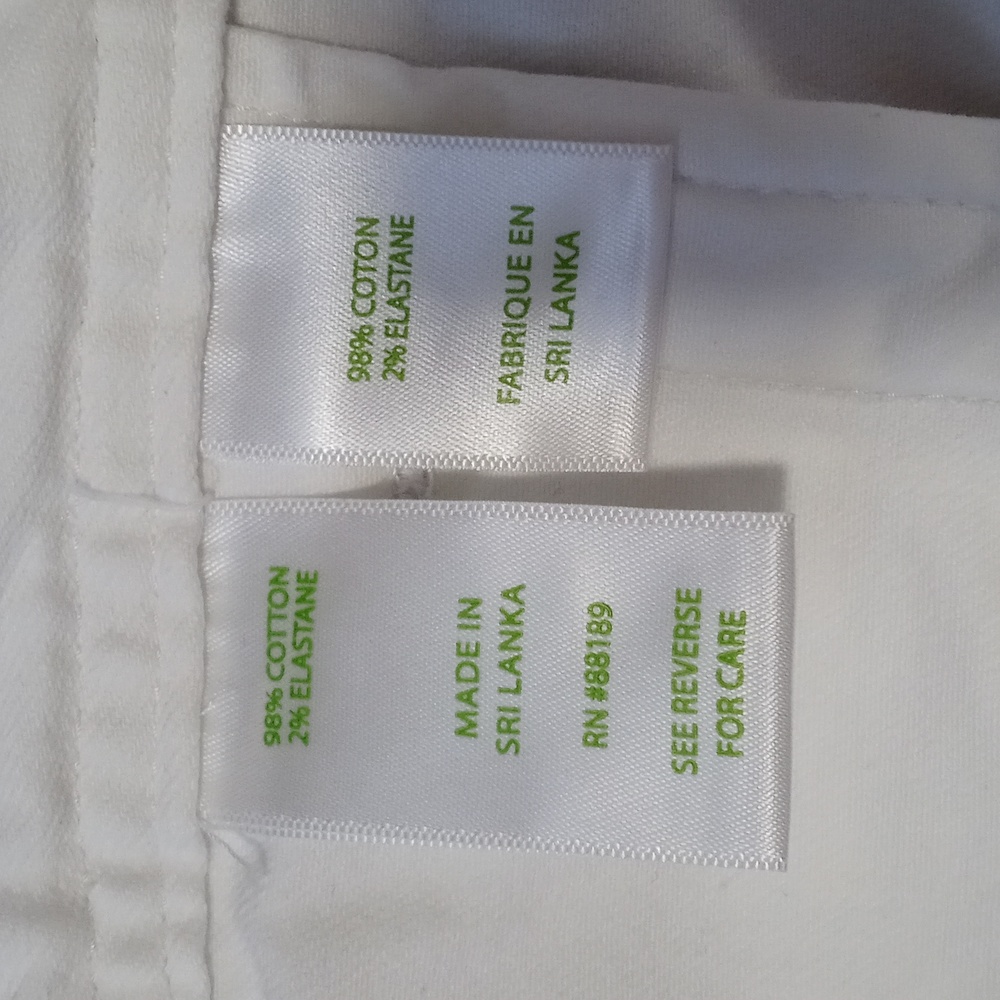 98% COTON
2% ELASTANE
FABRIQUE EN
SRI LANKA
98% COTTON
2% ELASTANE
MADE IN
SRI LANKA
RN #88189
SEE REVERSE
FOR CARE